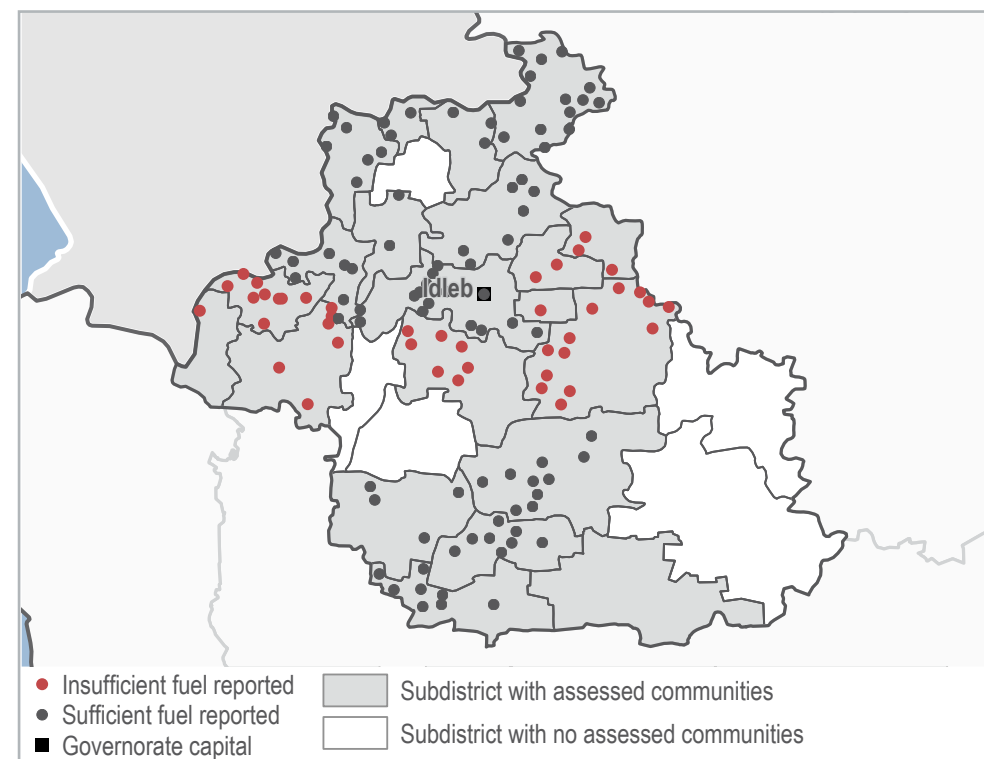 Idleb
Insufficient fuel reported
Sufficient fuel reported
Governorate capital
Subdistrict with assessed communities
Subdistrict with no assessed communities